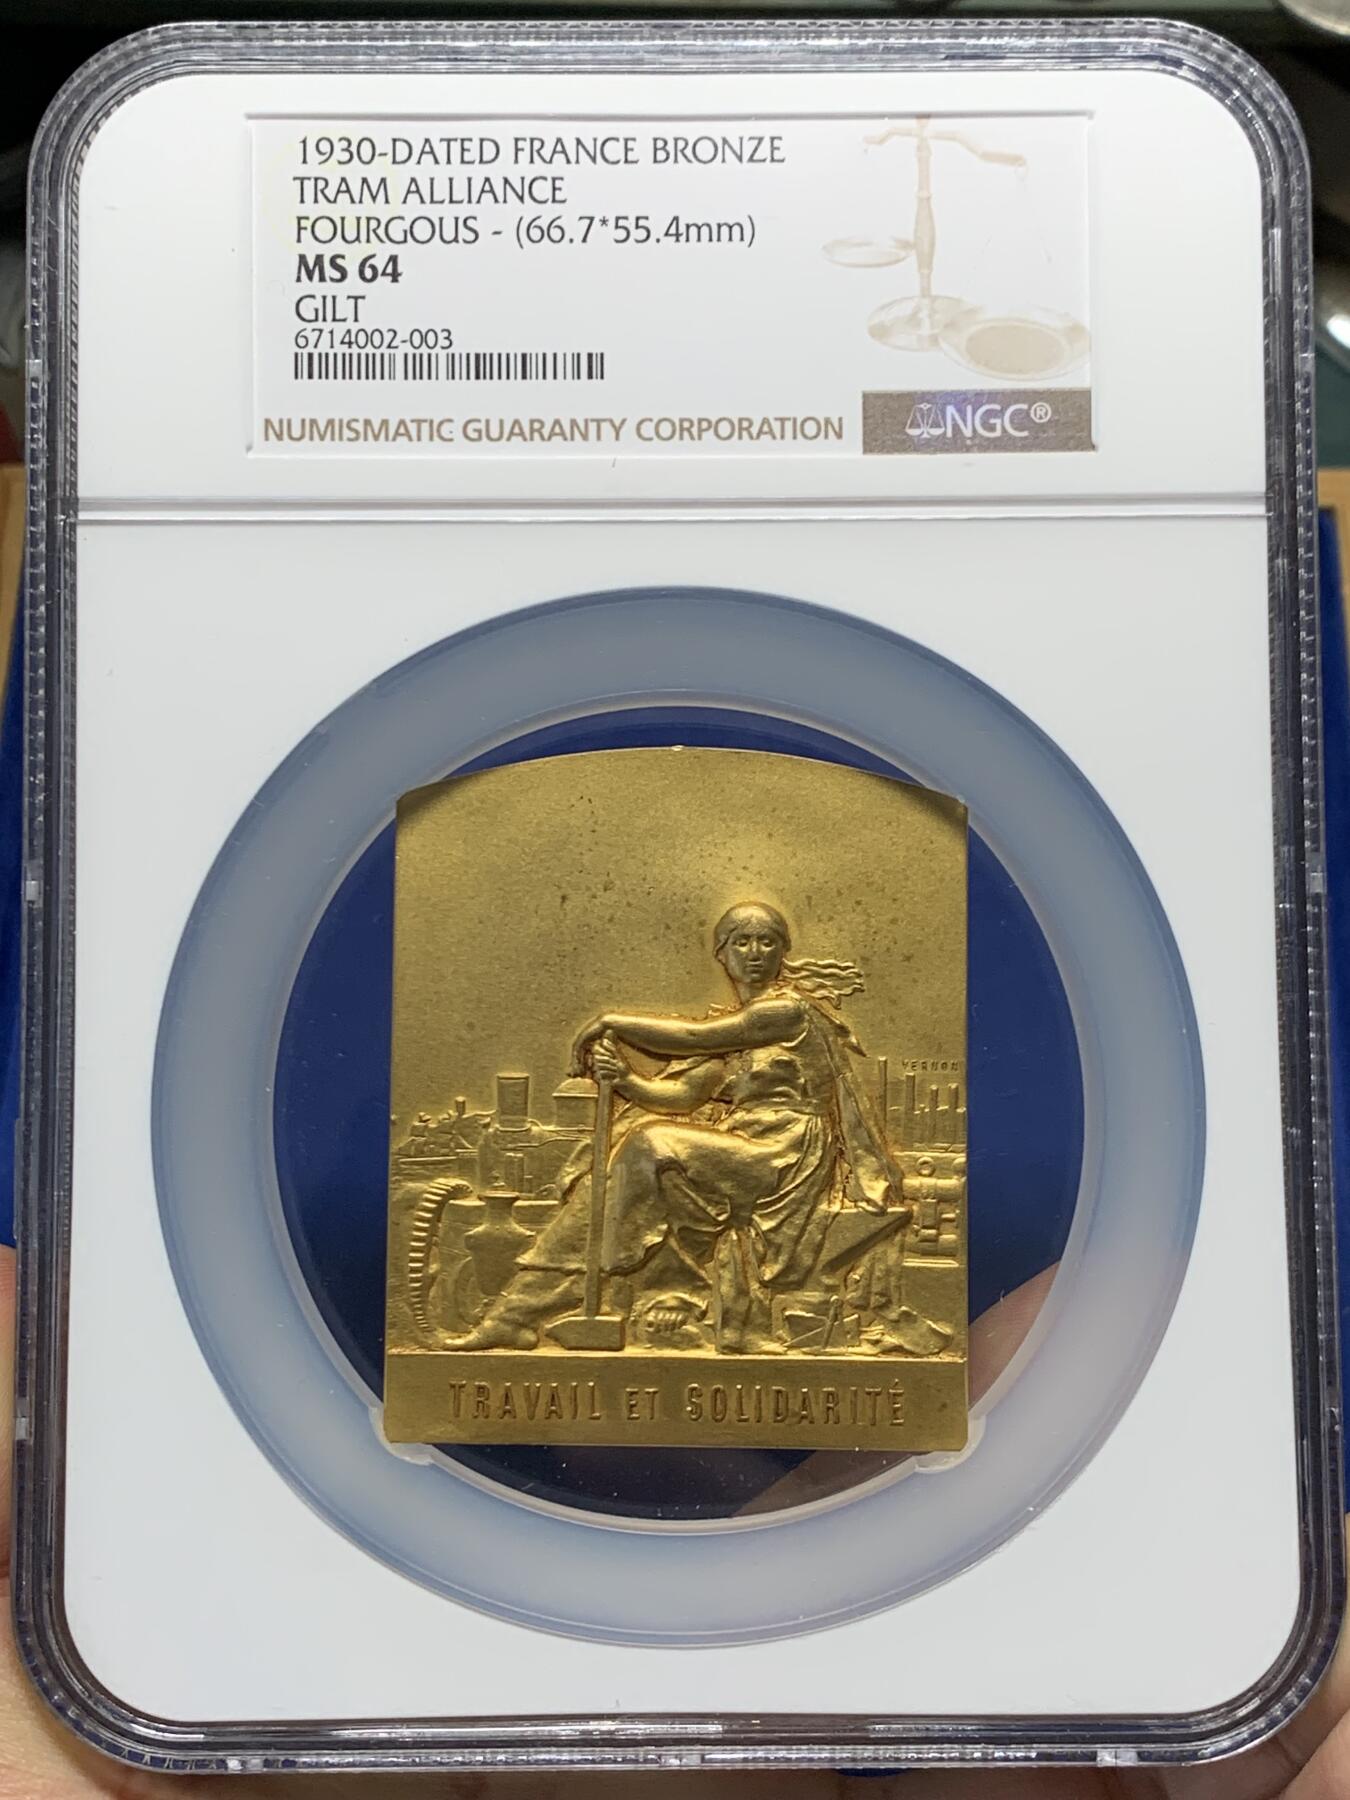 1930-DATED FRANCE BRONZE
TRAM ALLIANCE
FOURGOUS - (66.7*55.4mm)
MS 64
GILT
6714002-003
NUMISMATIC GUARANTY CORPORATION
NGC®
VERNON
TRAVAIL ET SOLIDARITÉ